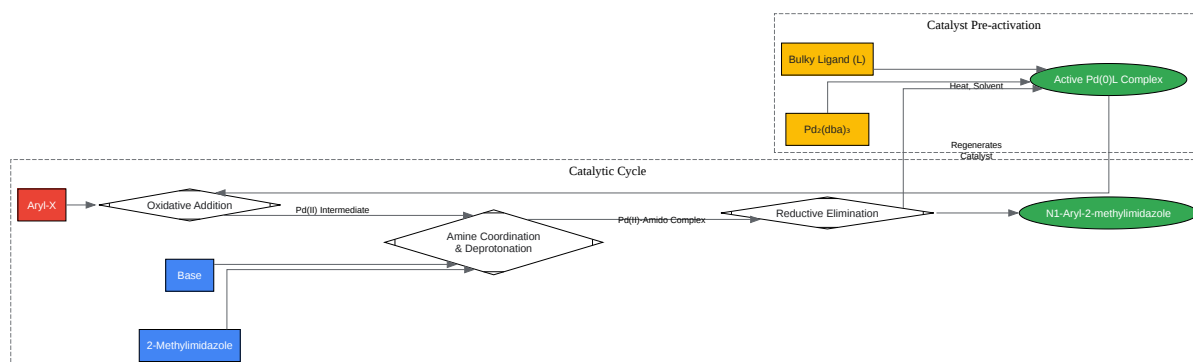 Catalyst Pre-activation
Bulky Ligand (L)
Active Pd(0)L Complex
Heat, Solvent
Pd₂(dba)₃
Regenerates
Catalyst
Catalytic Cycle
Aryl-X
Oxidative Addition
Pd(II) Intermediate
Amine Coordination
& Deprotonation
Pd(II)-Amido Complex
Reductive Elimination
N1-Aryl-2-methylimidazole
Base
2-Methylimidazole